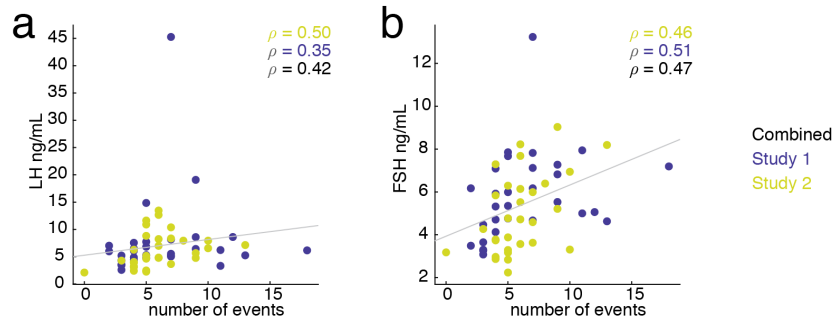 a
ρ = 0.50
ρ = 0.35
ρ = 0.42
LH ng/mL
45
40
35
30
25
20
15
10
5
0
0 5 10 15
number of events
b
ρ = 0.46
ρ = 0.51
ρ = 0.47
FSH ng/mL
12
10
8
6
4
2
0 5 10 15
number of events
Combined
Study 1
Study 2